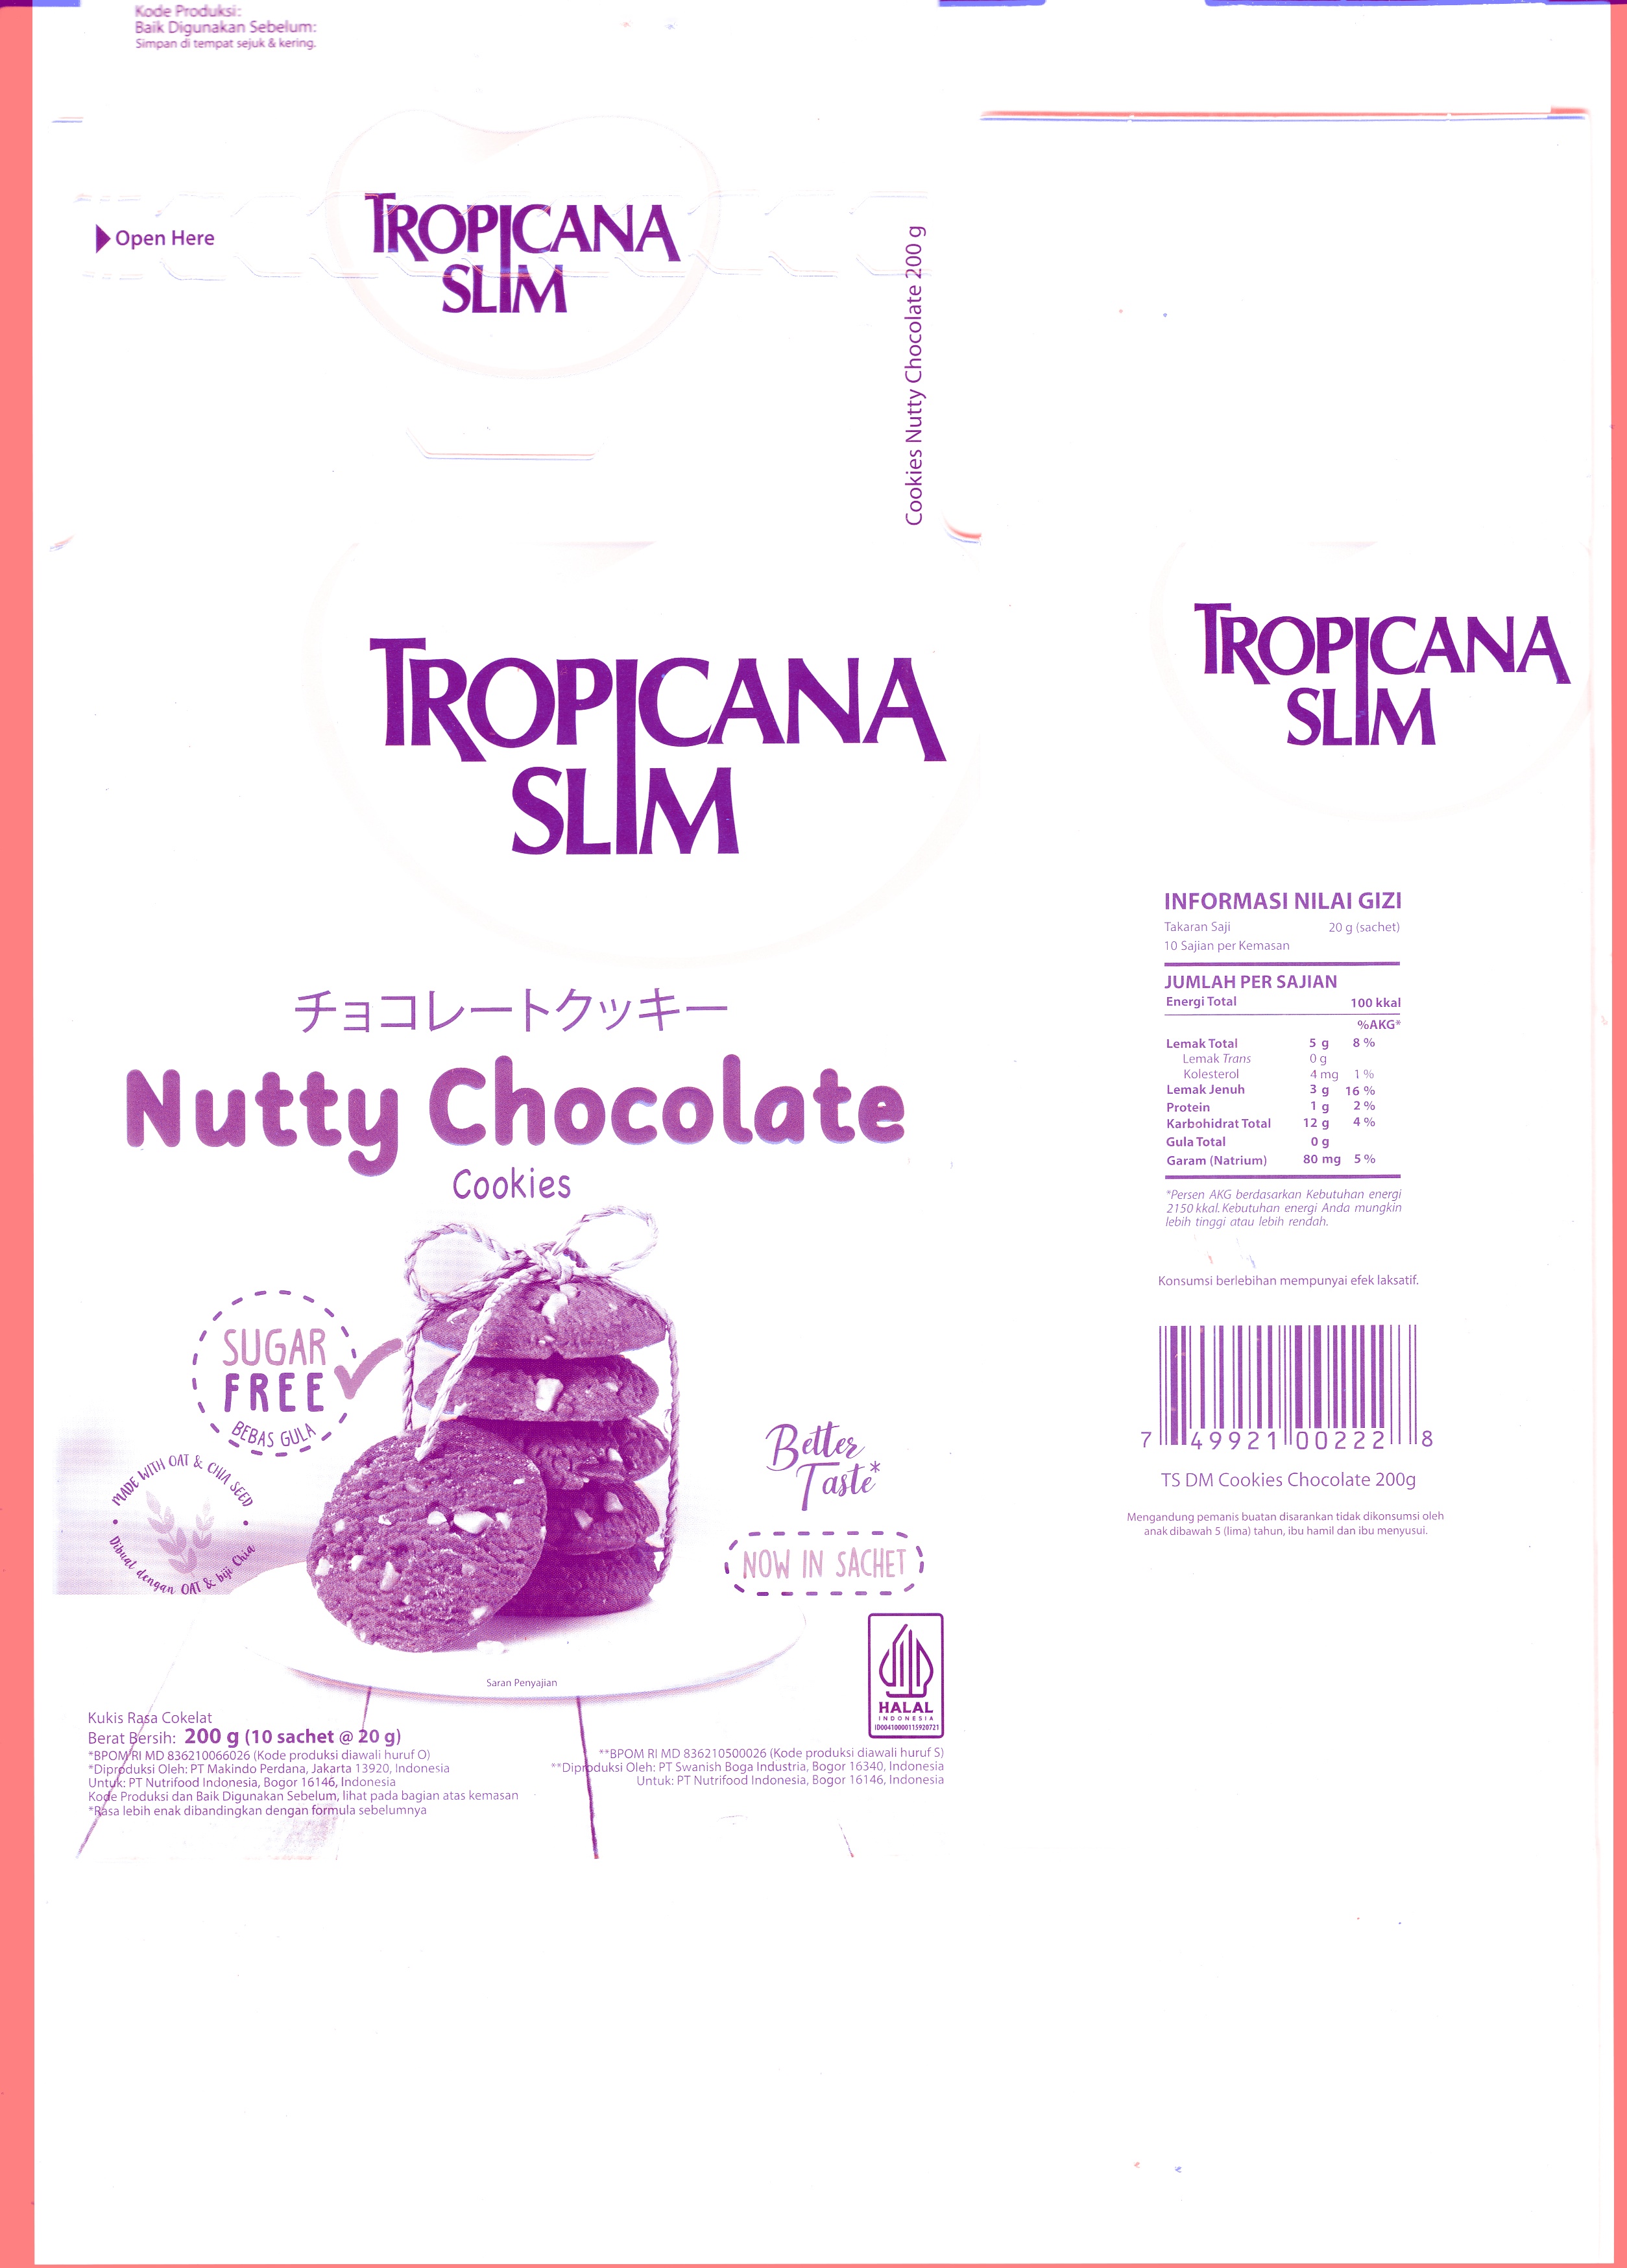 Kode Produksi:
Baik Digunakan Sebelum:
Simpan di tempat sejuk & kering.
Open Here
TROPICANA
SLIM
Cookies Nutty Chocolate 200 g
TROPICANA
SLIM
チョコレートクッキー
Nutty Chocolate
Cookies
SUGAR
FREE
BEBAS GULA
MADE WITH OAT & CHIA SEED
Dibuat dengan OAT & biji Chia
Better
Taste*
NOW IN SACHET
HALAL
INDONESIA
ID00410000115920721
Saran Penyajian
Kukis Rasa Cokelat
Berat Bersih: 200 g (10 sachet @ 20 g)
*BPOM RI MD 836210066026 (Kode produksi diawali huruf O)
*Diproduksi Oleh: PT Makindo Perdana, Jakarta 13920, Indonesia
Untuk: PT Nutrifood Indonesia, Bogor 16146, Indonesia
Kode Produksi dan Baik Digunakan Sebelum, lihat pada bagian atas kemasan
*Rasa lebih enak dibandingkan dengan formula sebelumnya
**BPOM RI MD 836210500026 (Kode produksi diawali huruf S)
**Diproduksi Oleh: PT Swanish Boga Industria, Bogor 16340, Indonesia
Untuk: PT Nutrifood Indonesia, Bogor 16146, Indonesia
TROPICANA
SLIM
INFORMASI NILAI GIZI
Takaran Saji 20 g (sachet)
10 Sajian per Kemasan
JUMLAH PER SAJIAN
Energi Total 100 kkal
%AKG*
Lemak Total 5 g 8 %
Lemak Trans 0 g
Kolesterol 4 mg 1 %
Lemak Jenuh 3 g 16 %
Protein 1 g 2 %
Karbohidrat Total 12 g 4 %
Gula Total 0 g
Garam (Natrium) 80 mg 5 %
*Persen AKG berdasarkan Kebutuhan energi
2150 kkal. Kebutuhan energi Anda mungkin
lebih tinggi atau lebih rendah.
Konsumsi berlebihan mempunyai efek laksatif.
7 49921 00222 8
TS DM Cookies Chocolate 200g
Mengandung pemanis buatan disarankan tidak dikonsumsi oleh
anak dibawah 5 (lima) tahun, ibu hamil dan ibu menyusui.